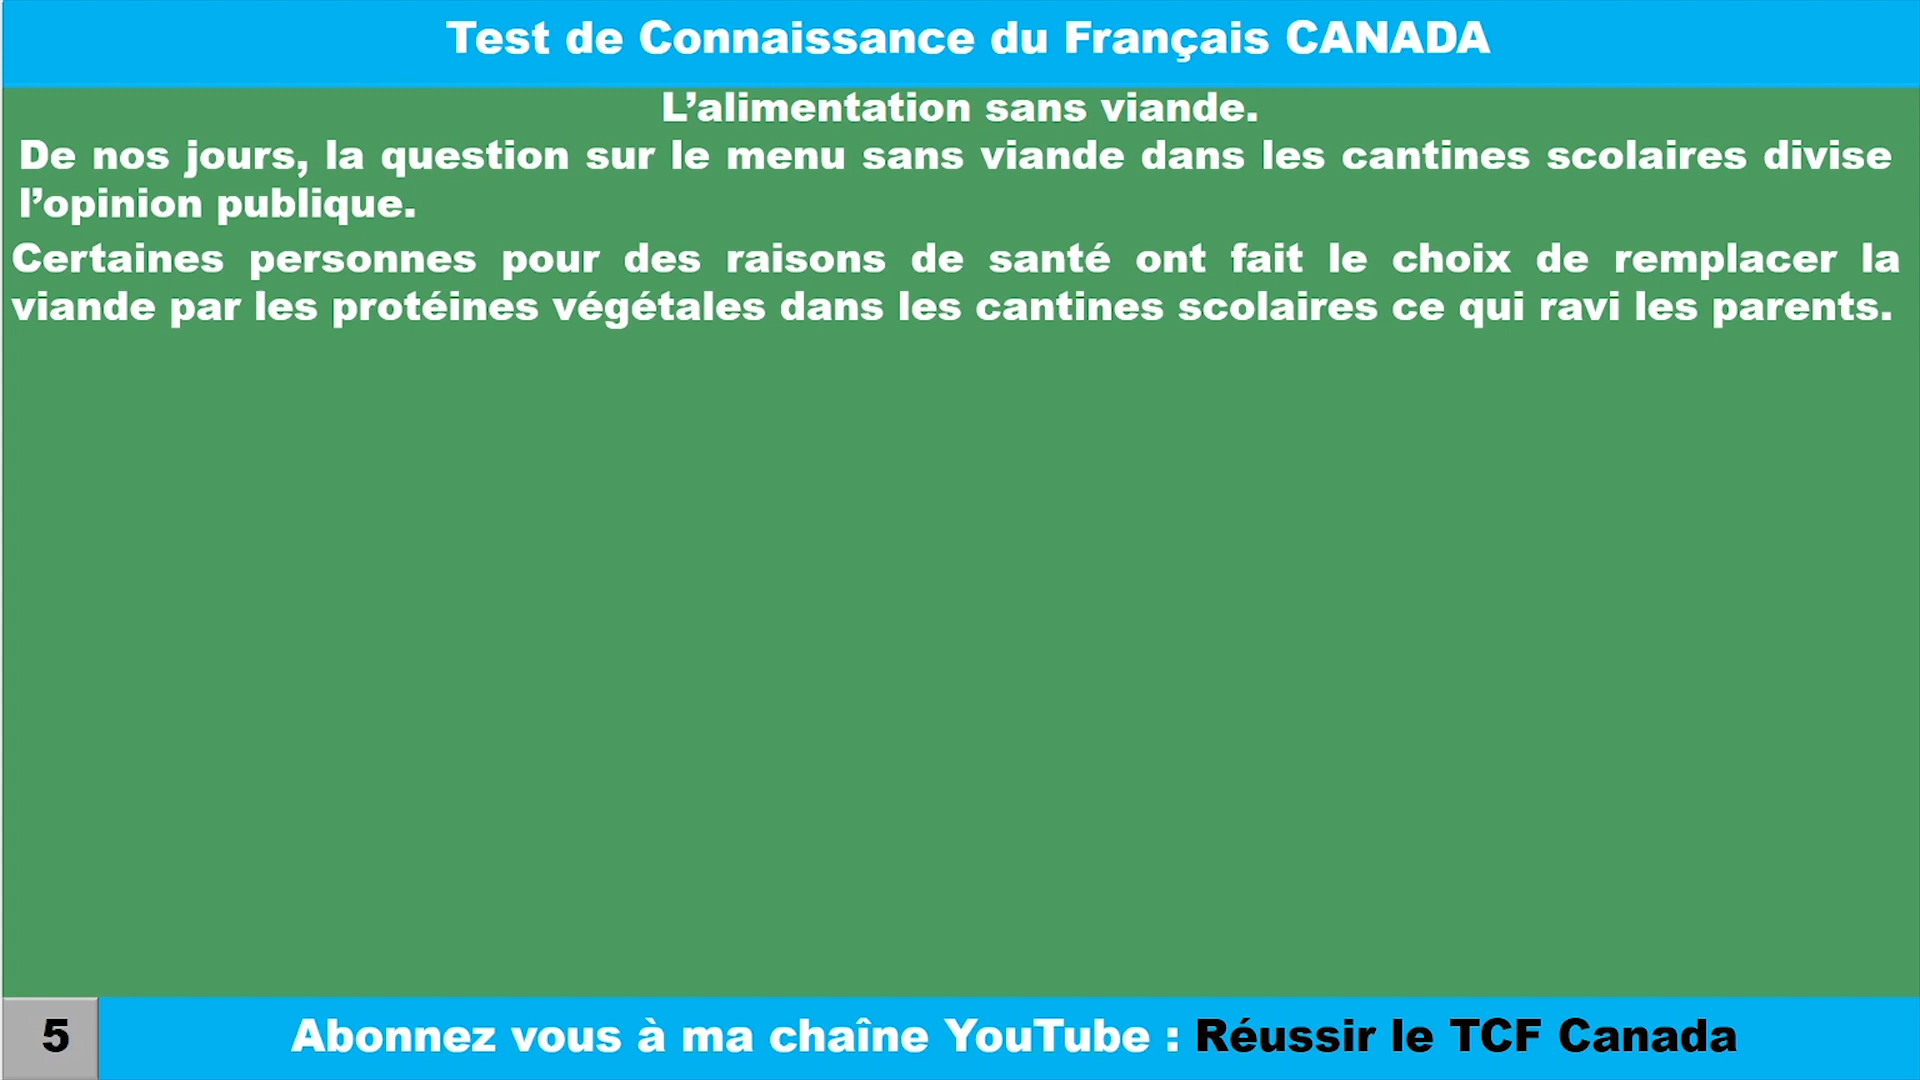 Test de Connaissance du Français CANADA
L’alimentation sans viande.
De nos jours, la question sur le menu sans viande dans les cantines scolaires divise
l’opinion publique.
Certaines personnes pour des raisons de santé ont fait le choix de remplacer la
viande par les protéines végétales dans les cantines scolaires ce qui ravi les parents.
5
Abonnez vous à ma chaîne YouTube : Réussir le TCF Canada